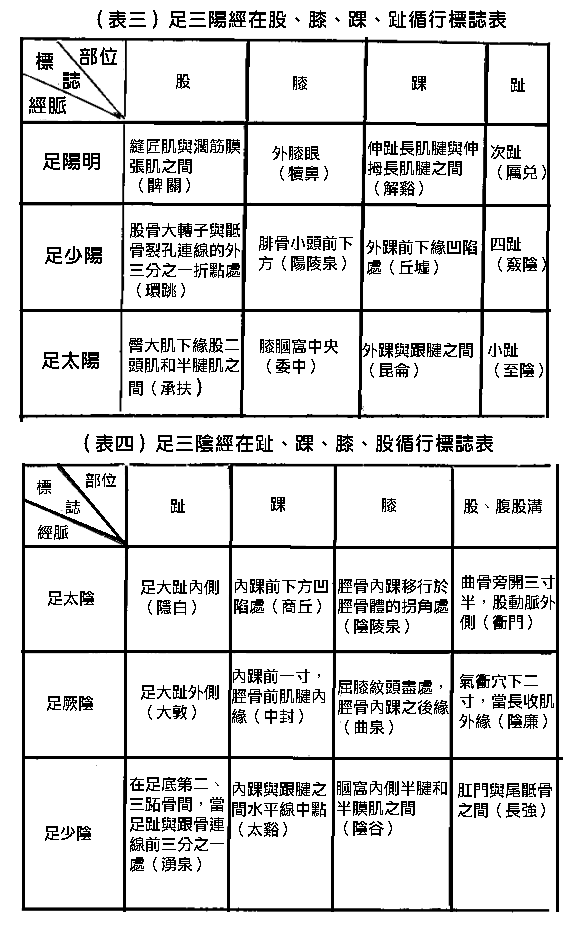 （表三）足三陽經在股、膝、踝、趾循行標誌表
標誌 部位
經脈
股
膝
踝
趾
足陽明
縫匠肌與濶筋膜
張肌之間
（髀關）
外膝眼
（犢鼻）
伸趾長肌腱與伸
拇長肌腱之間
（解谿）
次趾
（厲兌）
足少陽
股骨大轉子與骶
骨裂孔連線的外
三分之一折點處
（環跳）
腓骨小頭前下
方（陽陵泉）
外踝前下緣凹陷
處（丘墟）
四趾
（竅陰）
足太陽
臀大肌下緣股二
頭肌和半腱肌之
間（承扶）
膝膕窩中央
（委中）
外踝與跟腱之間
（昆侖）
小趾
（至陰）
（表四）足三陰經在趾、踝、膝、股循行標誌表
標誌 部位
經脈
趾
踝
膝
股、腹股溝
足太陰
足大趾內側
（隱白）
內踝前下方凹
陷處（商丘）
脛骨內踝移行於
脛骨體的拐角處
（陰陵泉）
曲骨旁開三寸
半，股動脈外
側（衝門）
足厥陰
足大趾外側
（大敦）
內踝前一寸，
脛骨前肌腱內
緣（中封）
屈膝紋頭盡處，
脛骨內踝之後緣
（曲泉）
氣衝穴下二
寸，當長收肌
外緣（陰廉）
足少陰
在足底第二、
三跖骨間，當
足趾與跟骨連
線前三分之一
處（湧泉）
內踝與跟腱之
間水平線中點
（太谿）
膕窩內側半腱和
半膜肌之間
（陰谷）
肛門與尾骶骨
之間（長強）